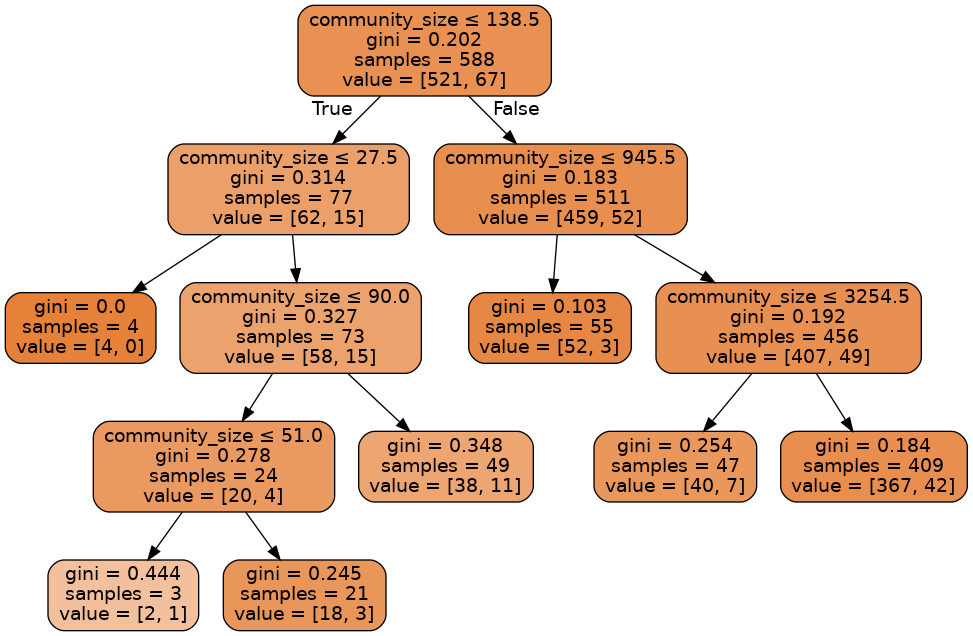 community_size ≤ 138.5
gini = 0.202
samples = 588
value = [521, 67]
True
False
community_size ≤ 27.5
gini = 0.314
samples = 77
value = [62, 15]
community_size ≤ 945.5
gini = 0.183
samples = 511
value = [459, 52]
gini = 0.0
samples = 4
value = [4, 0]
community_size ≤ 90.0
gini = 0.327
samples = 73
value = [58, 15]
gini = 0.103
samples = 55
value = [52, 3]
community_size ≤ 3254.5
gini = 0.192
samples = 456
value = [407, 49]
community_size ≤ 51.0
gini = 0.278
samples = 24
value = [20, 4]
gini = 0.348
samples = 49
value = [38, 11]
gini = 0.254
samples = 47
value = [40, 7]
gini = 0.184
samples = 409
value = [367, 42]
gini = 0.444
samples = 3
value = [2, 1]
gini = 0.245
samples = 21
value = [18, 3]